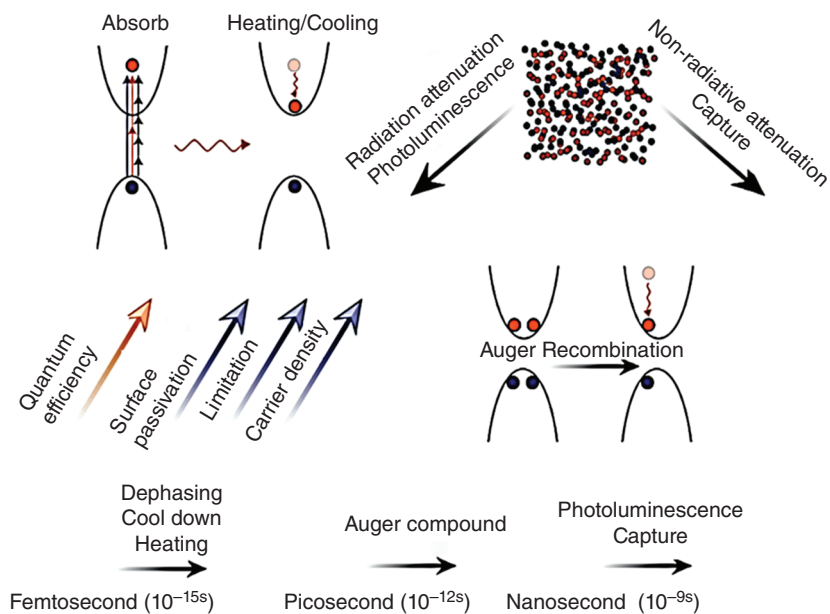 Absorb
Heating/Cooling
Radiation attenuation
Photoluminescence
Non-radiative attenuation
Capture
Quantum
efficiency
Surface
passivation
Limitation
Carrier density
Auger Recombination
Dephasing
Cool down
Heating
Auger compound
Photoluminescence
Capture
Femtosecond (10⁻¹⁵s)
Picosecond (10⁻¹²s)
Nanosecond (10⁻⁹s)